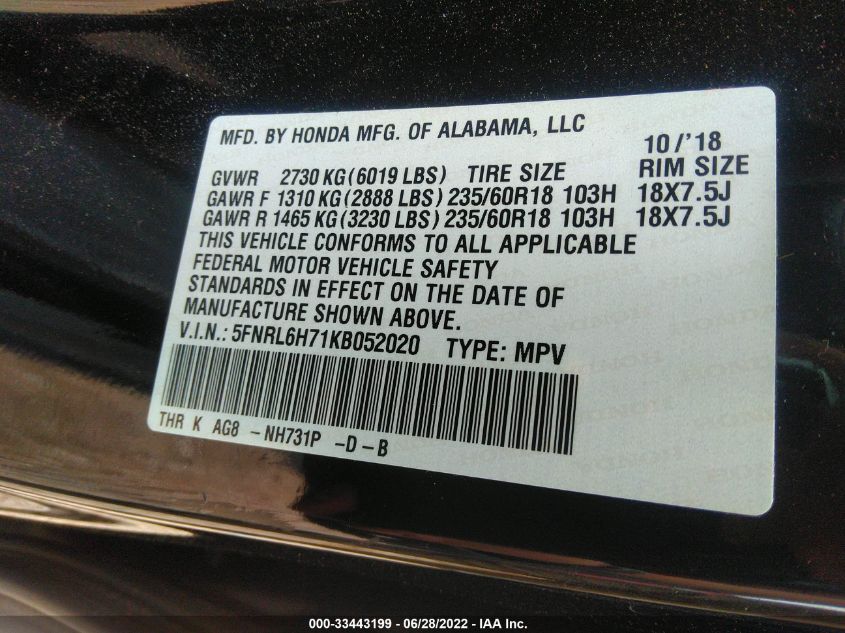 MFD. BY HONDA MFG. OF ALABAMA, LLC
10/'18
GVWR 2730 KG(6019 LBS) TIRE SIZE RIM SIZE
GAWR F 1310 KG(2888 LBS) 235/60R18 103H 18X7.5J
GAWR R 1465 KG(3230 LBS) 235/60R18 103H 18X7.5J
THIS VEHICLE CONFORMS TO ALL APPLICABLE
FEDERAL MOTOR VEHICLE SAFETY
STANDARDS IN EFFECT ON THE DATE OF
MANUFACTURE SHOWN ABOVE.
V.I.N.: 5FNRL6H71KB052020 TYPE: MPV
THR K AG8 -NH731P -D-B
000-33443199 - 06/28/2022 - IAA Inc.